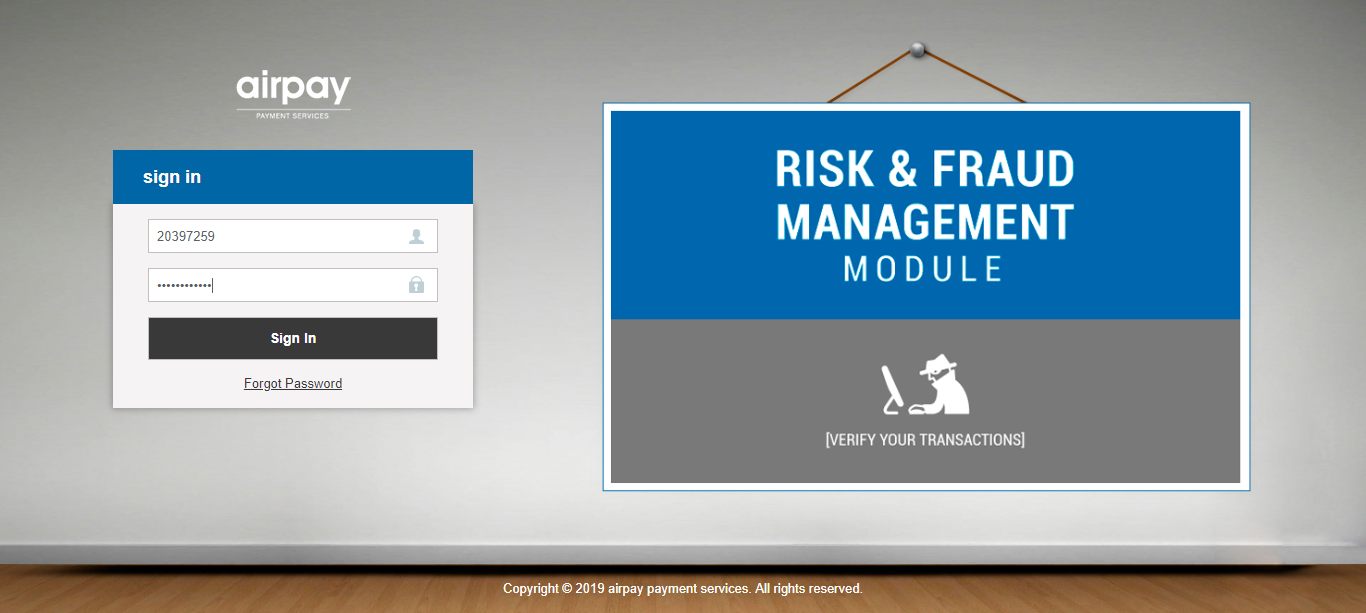 airpay
PAYMENT SERVICES
sign in
20397259
••••••••••••
Sign In
Forgot Password
RISK & FRAUD
MANAGEMENT
MODULE
[VERIFY YOUR TRANSACTIONS]
Copyright © 2019 airpay payment services. All rights reserved.